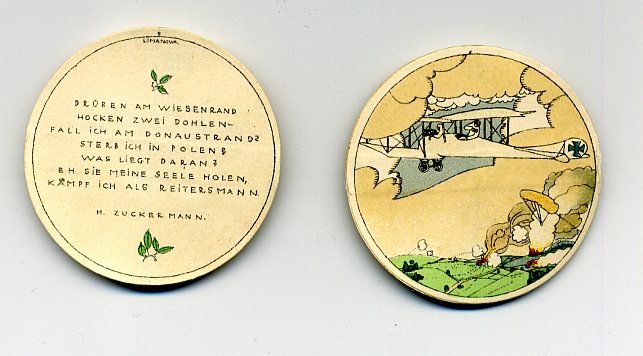 8
LIMANOWA.
DRÜBEN AM WIESENRAND
HOCKEN ZWEI DOHLEN-
FALL ICH AM DONAUSTRAND?
STERB ICH IN POLEN?
WAS LIEGT DARAN?
EH SIE MEINE SEELE HOLEN,
KÄMPF ICH ALS REITERSMANN.
H. ZUCKERMANN.